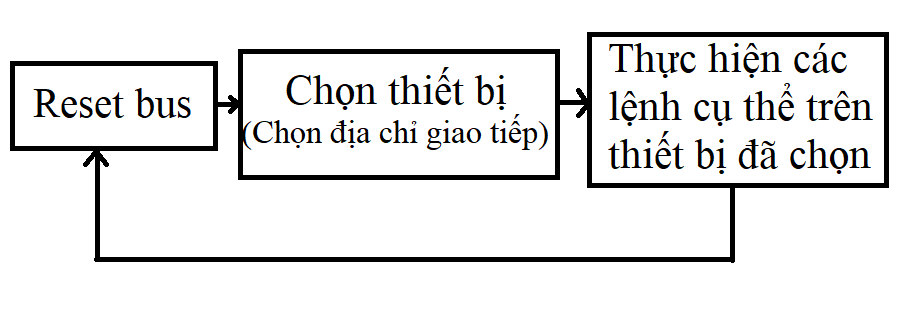 Reset bus
Chọn thiết bị
(Chọn địa chỉ giao tiếp)
Thực hiện các
lệnh cụ thể trên
thiết bị đã chọn